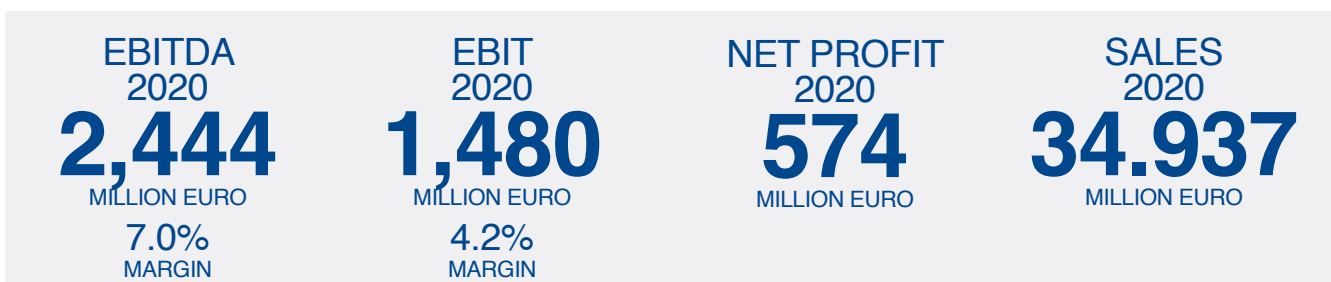 EBITDA
2020
2,444
MILLION EURO
7.0%
MARGIN
EBIT
2020
1,480
MILLION EURO
4.2%
MARGIN
NET PROFIT
2020
574
MILLION EURO
SALES
2020
34.937
MILLION EURO